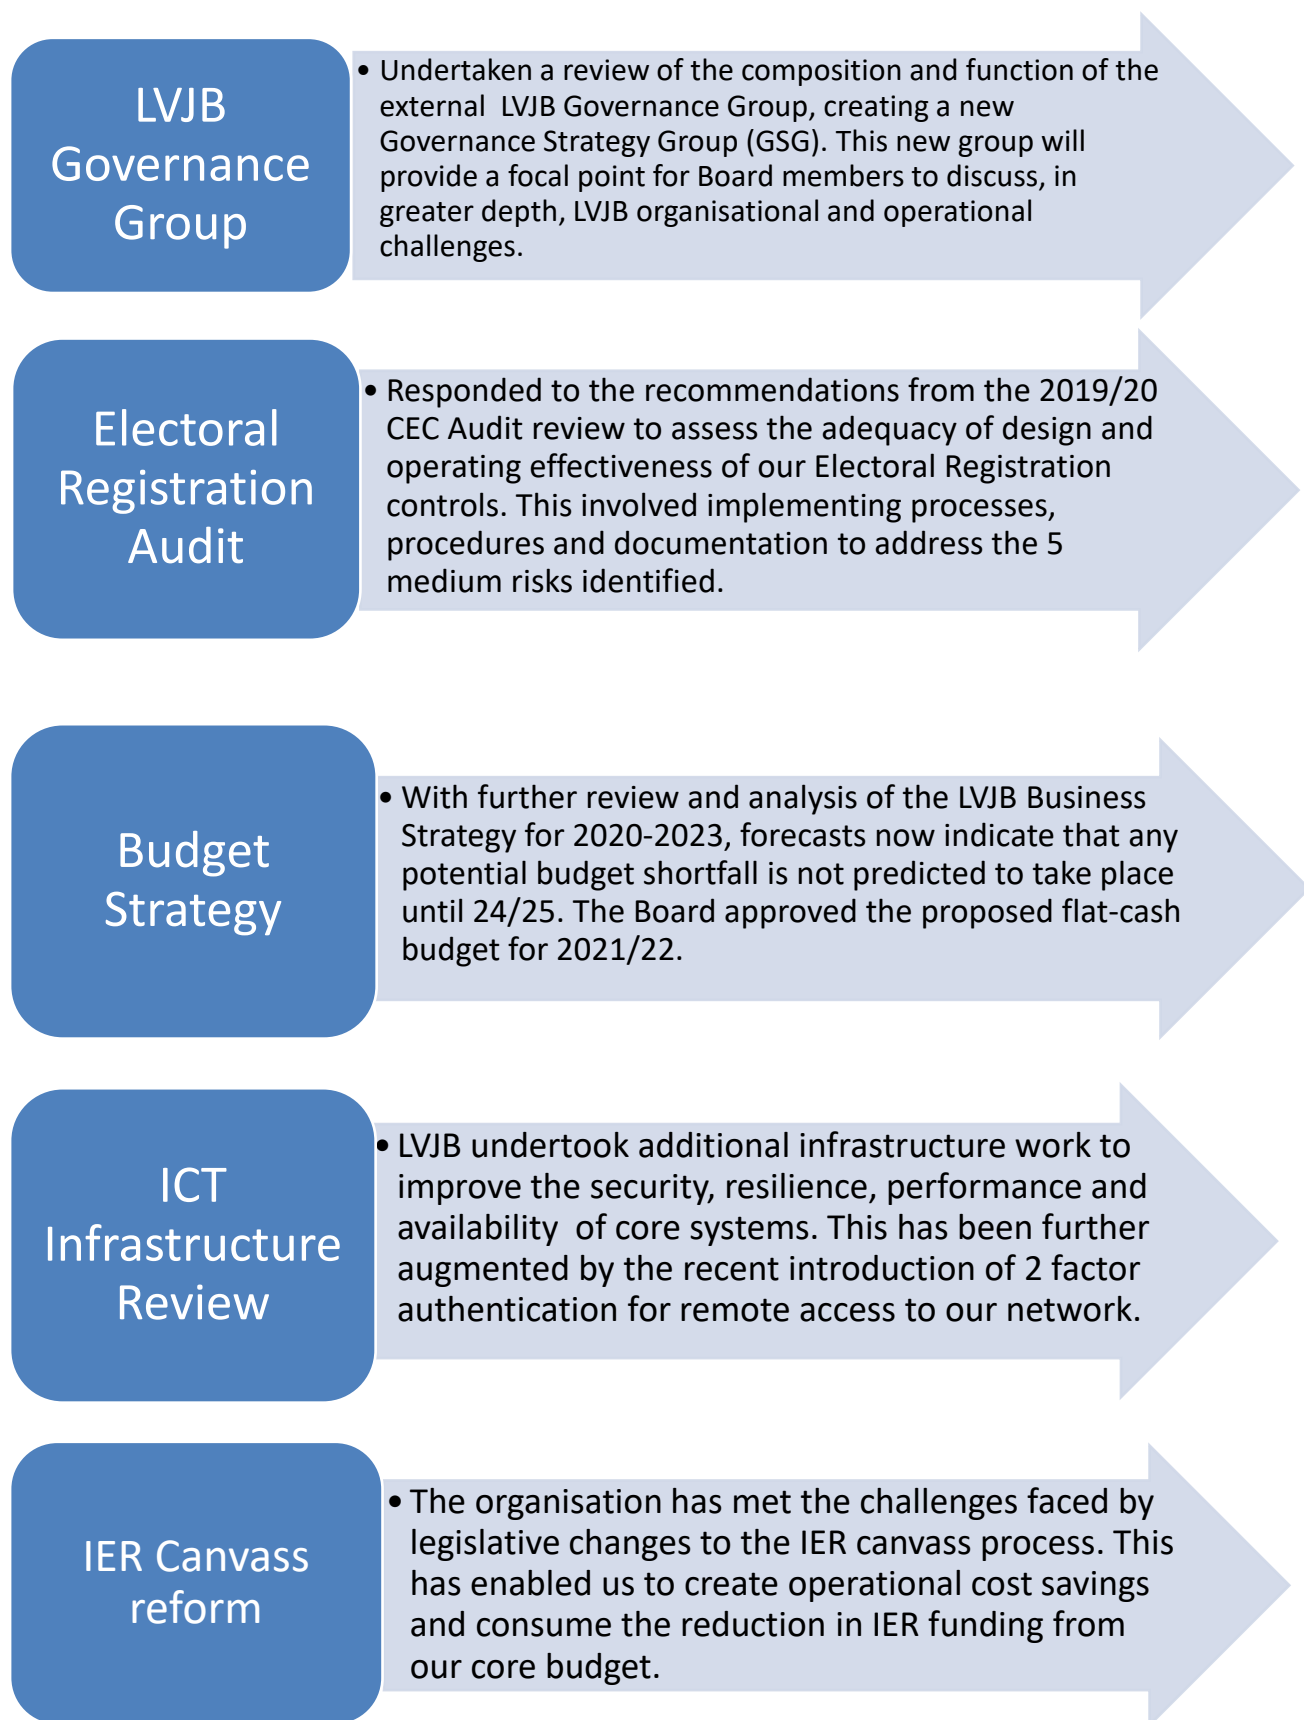 LVJB
Governance
Group
• Undertaken a review of the composition and function of the
external  LVJB Governance Group, creating a new
Governance Strategy Group (GSG). This new group will
provide a focal point for Board members to discuss, in
greater depth, LVJB organisational and operational
challenges.
Electoral
Registration
Audit
• Responded to the recommendations from the 2019/20
CEC Audit review to assess the adequacy of design and
operating effectiveness of our Electoral Registration
controls. This involved implementing processes,
procedures and documentation to address the 5
medium risks identified.
Budget
Strategy
• With further review and analysis of the LVJB Business
Strategy for 2020-2023, forecasts now indicate that any
potential budget shortfall is not predicted to take place
until 24/25. The Board approved the proposed flat-cash
budget for 2021/22.
ICT
Infrastructure
Review
• LVJB undertook additional infrastructure work to
improve the security, resilience, performance and
availability  of core systems. This has been further
augmented by the recent introduction of 2 factor
authentication for remote access to our network.
IER Canvass
reform
• The organisation has met the challenges faced by
legislative changes to the IER canvass process. This
has enabled us to create operational cost savings
and consume the reduction in IER funding from
our core budget.